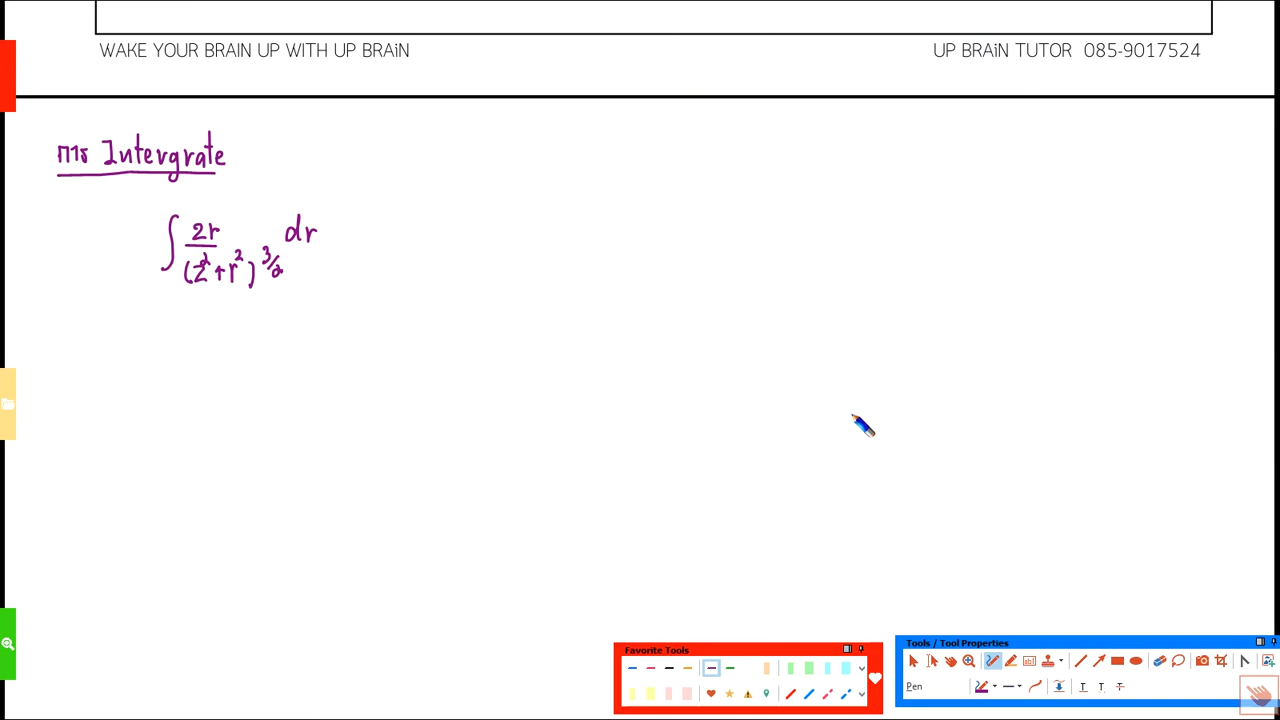 WAKE YOUR BRAIN UP WITH UP BRAiN
UP BRAiN TUTOR 085-9017524
การ Intergrate
∫ 2r/(z²+r²)^3/2 dr
Favorite Tools
Tools / Tool Properties
Pen